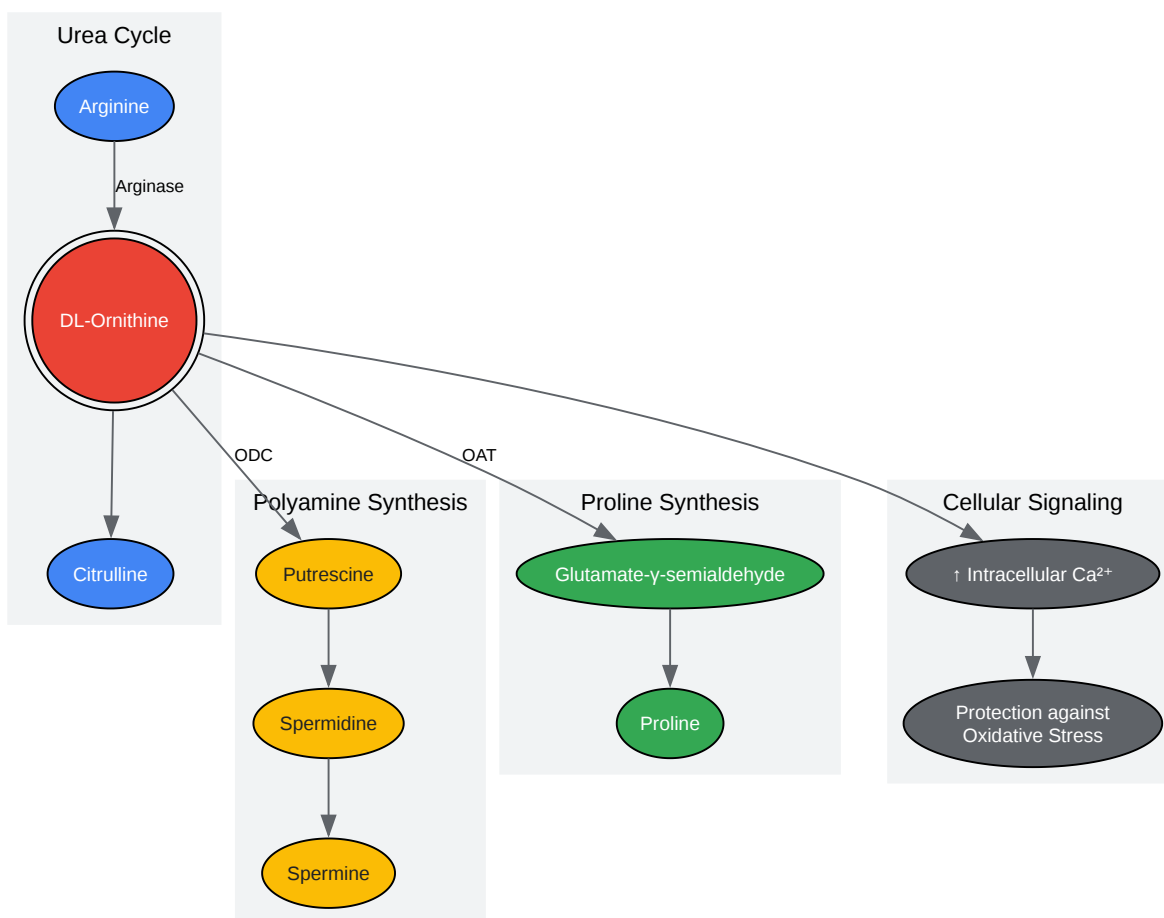 Urea Cycle
Arginine
Arginase
DL-Ornithine
ODC
OAT
Polyamine Synthesis
Proline Synthesis
Cellular Signaling
Citrulline
Putrescine
Glutamate-γ-semialdehyde
↑ Intracellular Ca²⁺
Spermidine
Proline
Protection against
Oxidative Stress
Spermine